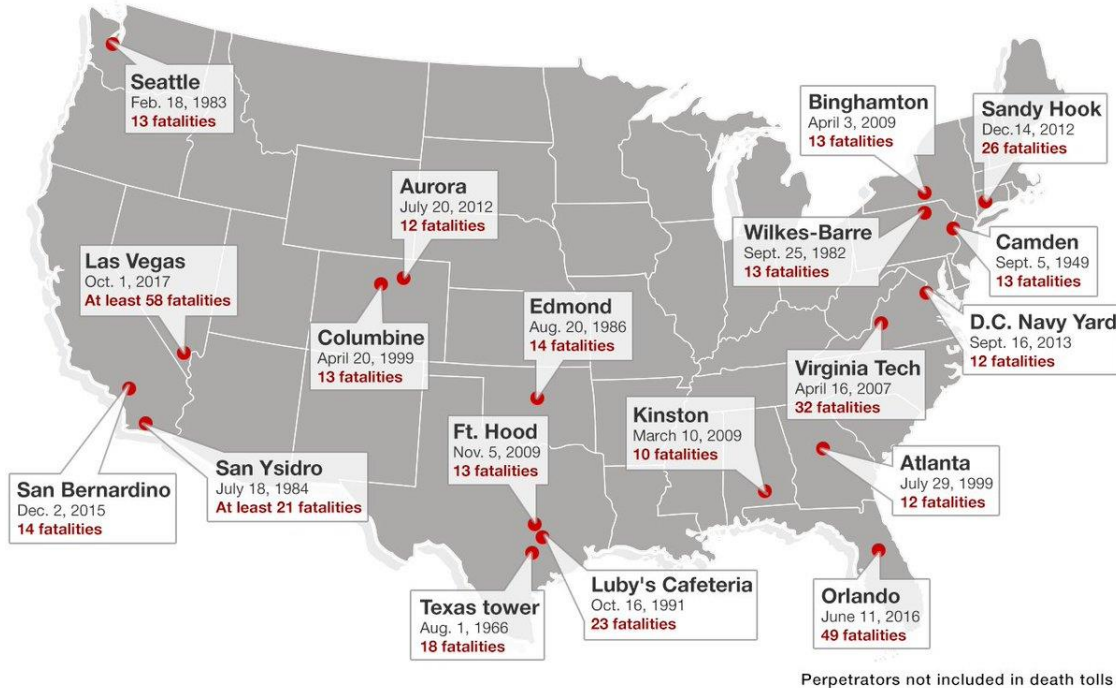 Seattle
Feb. 18, 1983
13 fatalities
Binghamton
April 3, 2009
13 fatalities
Sandy Hook
Dec.14, 2012
26 fatalities
Aurora
July 20, 2012
12 fatalities
Wilkes-Barre
Sept. 25, 1982
13 fatalities
Camden
Sept. 5, 1949
13 fatalities
Las Vegas
Oct. 1, 2017
At least 58 fatalities
Edmond
Aug. 20, 1986
14 fatalities
D.C. Navy Yard
Sept. 16, 2013
12 fatalities
Columbine
April 20, 1999
13 fatalities
Virginia Tech
April 16, 2007
32 fatalities
Kinston
March 10, 2009
10 fatalities
Ft. Hood
Nov. 5, 2009
13 fatalities
Atlanta
July 29, 1999
12 fatalities
San Ysidro
July 18, 1984
At least 21 fatalities
San Bernardino
Dec. 2, 2015
14 fatalities
Luby's Cafeteria
Oct. 16, 1991
23 fatalities
Texas tower
Aug. 1, 1966
18 fatalities
Orlando
June 11, 2016
49 fatalities
Perpetrators not included in death tolls